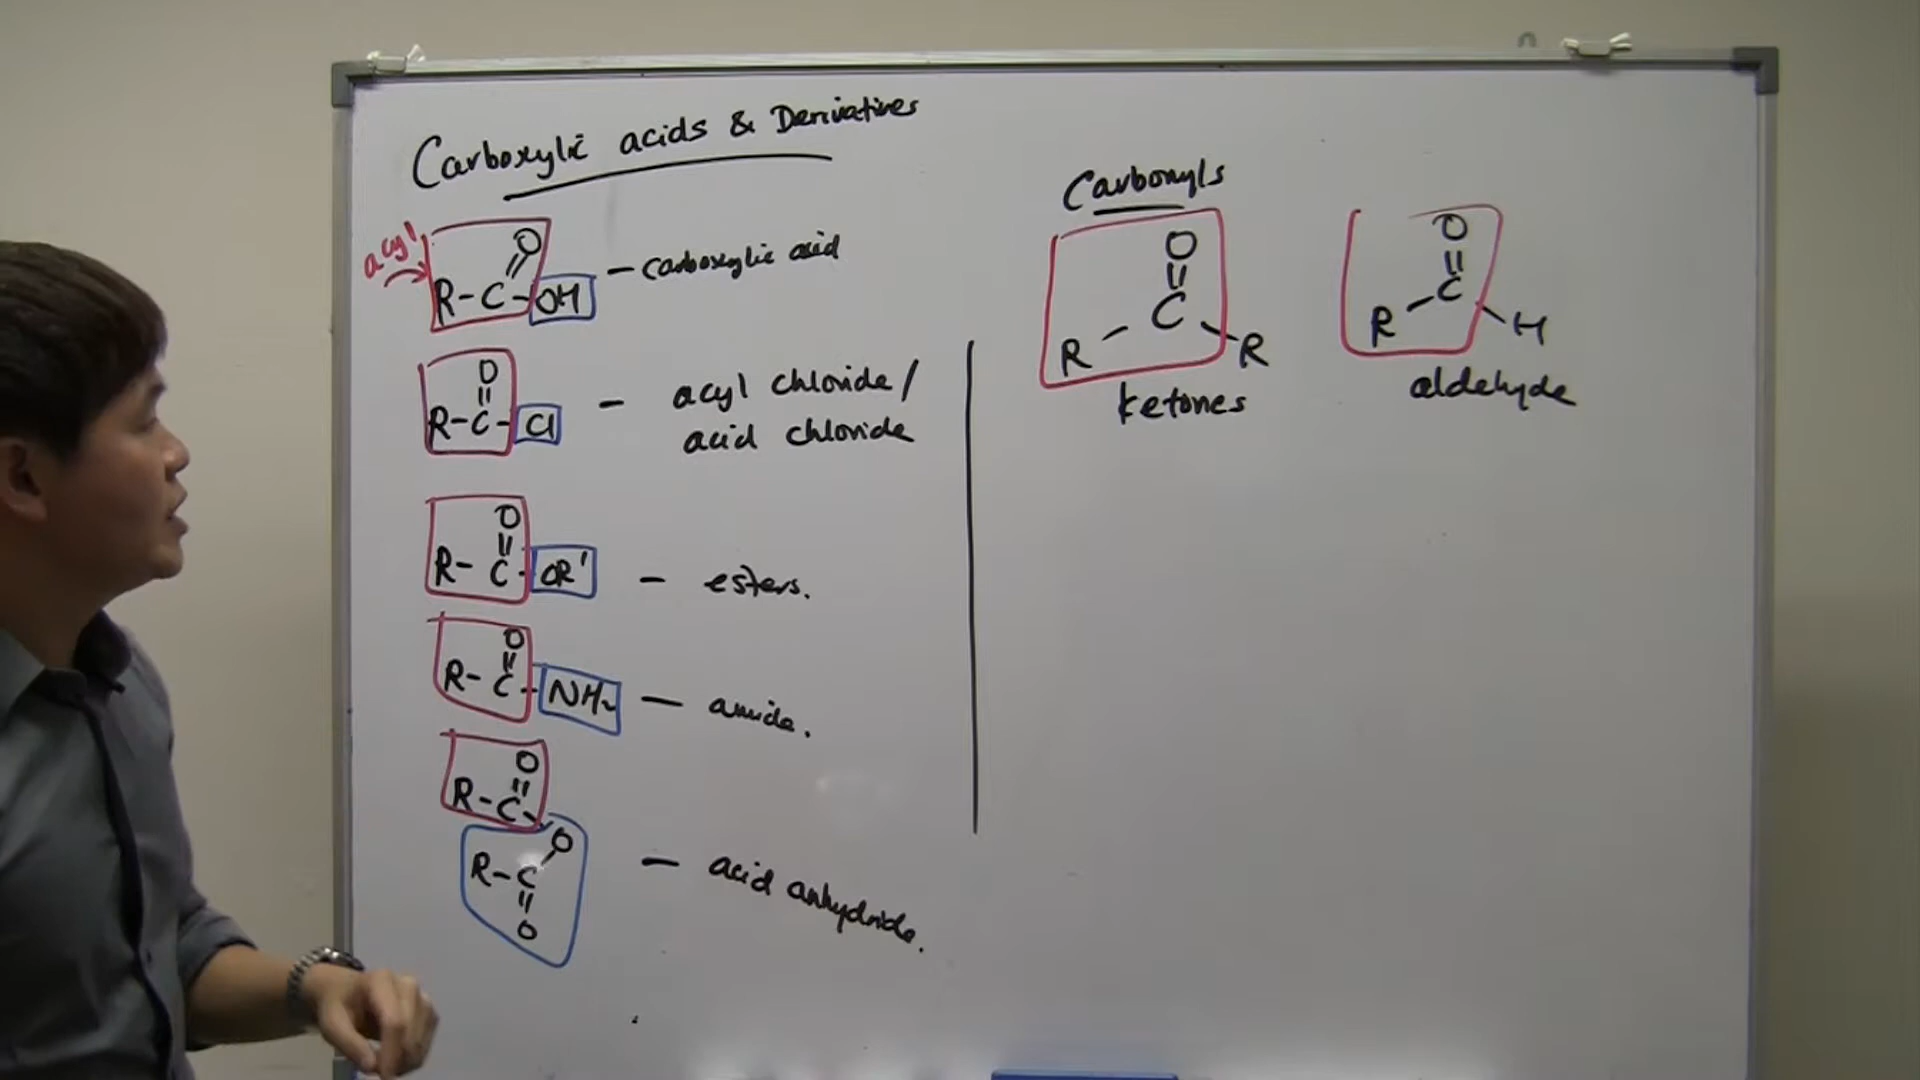 Carboxylic acids & Derivatives
acyl
O
R-C-OH - carboxylic acid
O
R-C-Cl - acyl chloride /
acid chloride
O
R-C-OR' - esters.
O
R-C-NH2 - amide.
O
R-C
O
R-C - acid anhydride.
O
Carbonyls
O
C
R R
ketones
O
C
R H
aldehyde